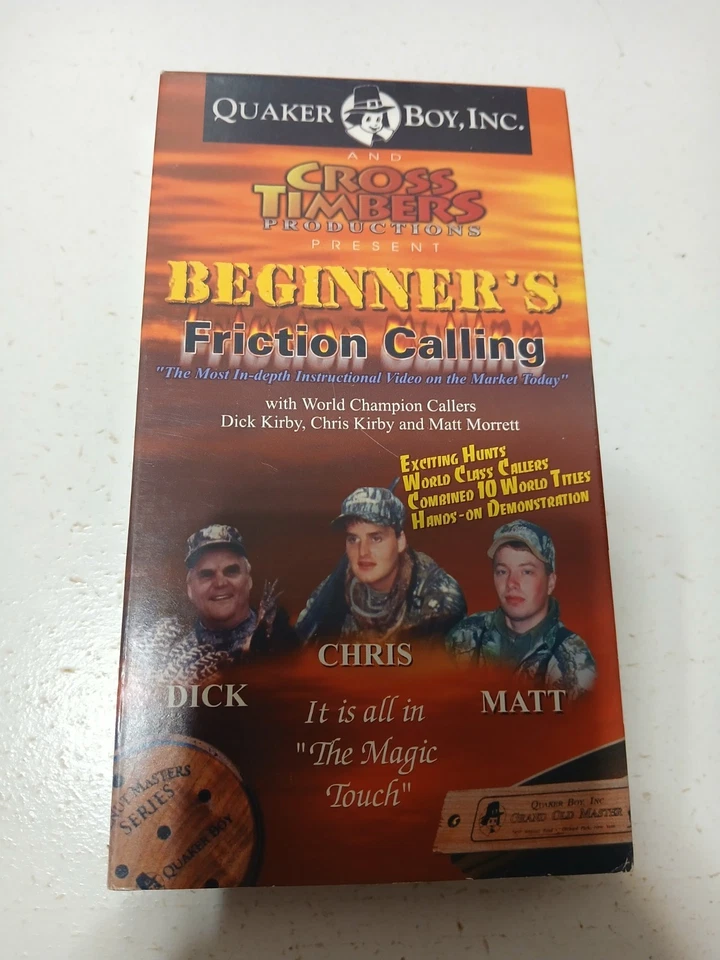 QUAKER BOY, INC.
AND
CROSS
TIMBERS
PRODUCTIONS
PRESENT
BEGINNER'S
Friction Calling
"The Most In-depth Instructional Video on the Market Today"
with World Champion Callers
Dick Kirby, Chris Kirby and Matt Morrett
EXCITING HUNTS
WORLD CLASS CALLERS
COMBINED 10 WORLD TITLES
HANDS-ON DEMONSTRATION
DICK
CHRIS
MATT
It is all in
"The Magic
Touch"
MASTERS
SERIES
QUAKER BOY
QUAKER BOY, INC
GRAND OLD MASTER